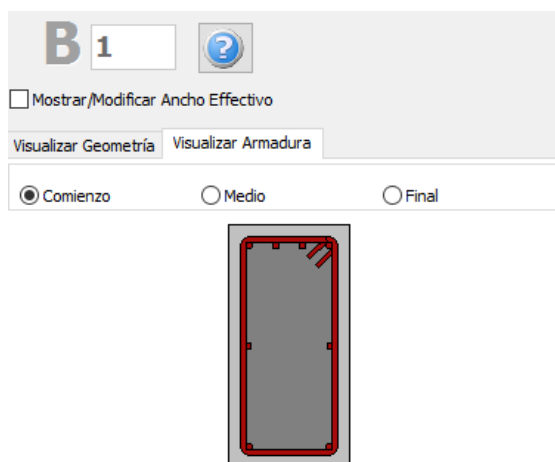 B 1
Mostrar/Modificar Ancho Effectivo
Visualizar Geometría Visualizar Armadura
Comienzo Medio Final